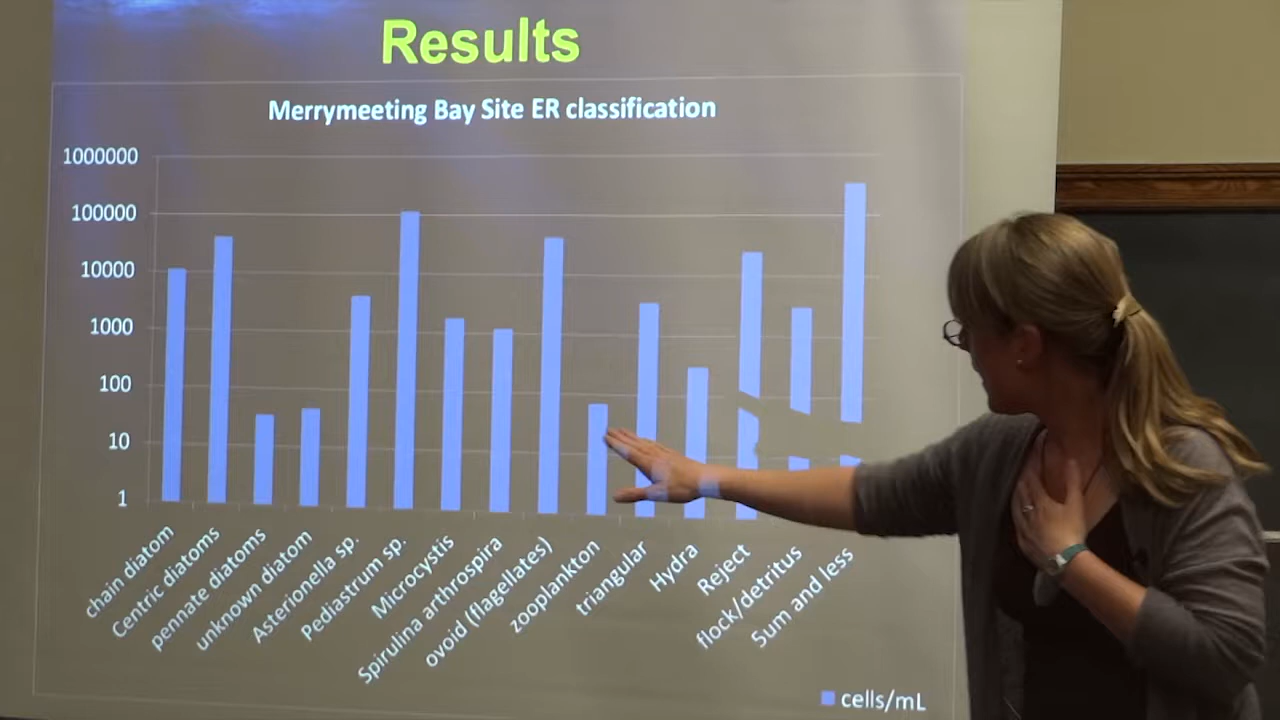 Results
Merrymeeting Bay Site ER classification
1000000
100000
10000
1000
100
10
1
chain diatom
Centric diatoms
pennate diatoms
unknown diatom
Asterionella sp.
Pediastrum sp.
Microcystis
Spirulina arthrospira
ovoid (flagellates)
zooplankton
triangular
Hydra
Reject
flock/detritus
5um and less
cells/mL